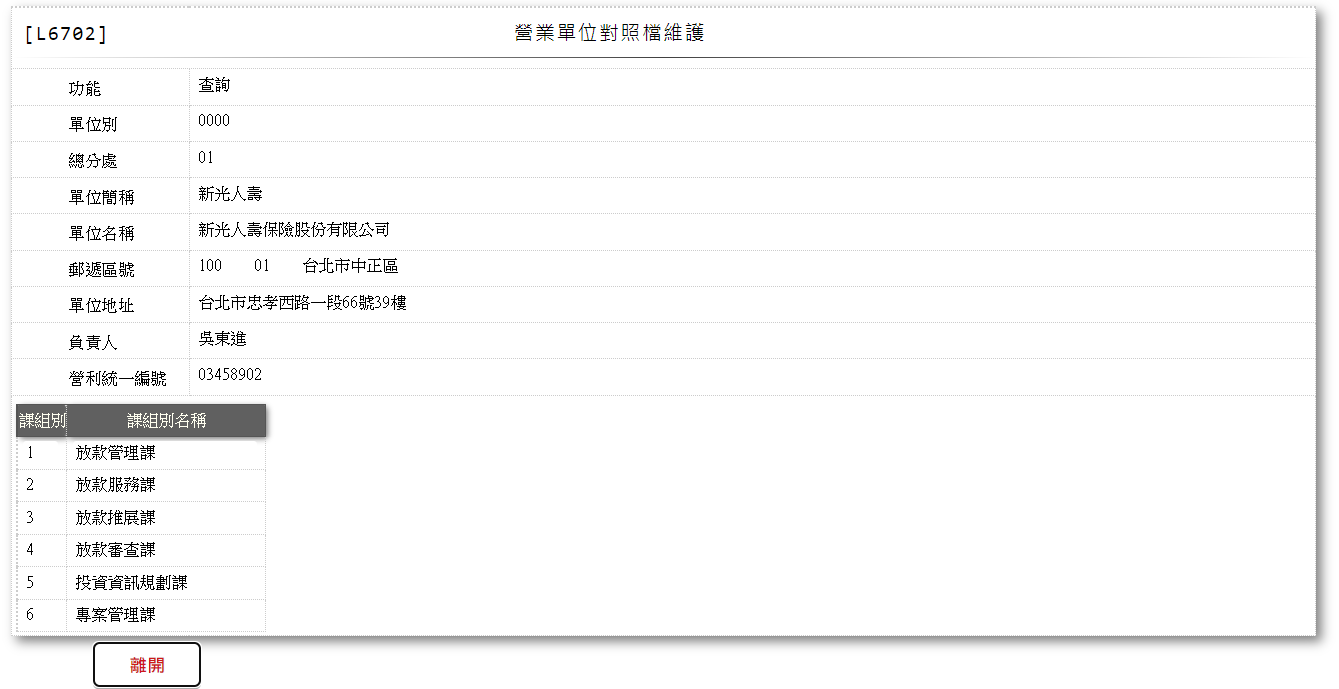 [L6702] 營業單位對照檔維護
功能 查詢
單位別 0000
總分處 01
單位簡稱 新光人壽
單位名稱 新光人壽保險股份有限公司
郵遞區號 100 01 台北市中正區
單位地址 台北市忠孝西路一段66號39樓
負責人 吳東進
營利統一編號 03458902
課組別 課組別名稱
1 放款管理課
2 放款服務課
3 放款推展課
4 放款審查課
5 投資資訊規劃課
6 專案管理課
離開